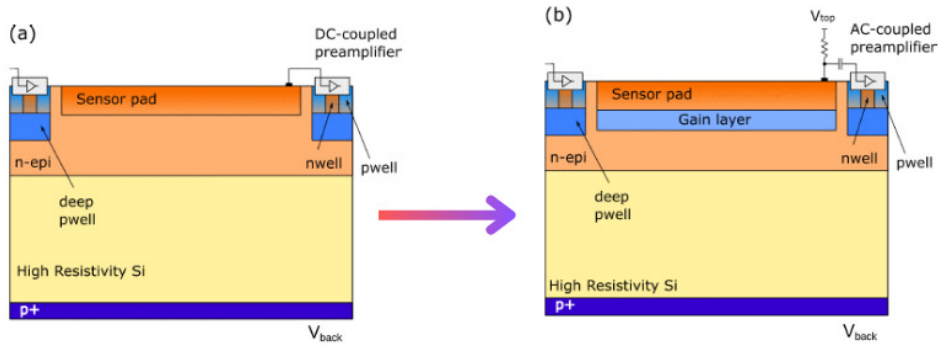 (a)
DC-coupled
preamplifier
Sensor pad
n-epi
nwell
pwell
deep
pwell
High Resistivity Si
p+
V_back
(b)
V_top
AC-coupled
preamplifier
Sensor pad
Gain layer
n-epi
nwell
pwell
deep
pwell
High Resistivity Si
p+
V_back